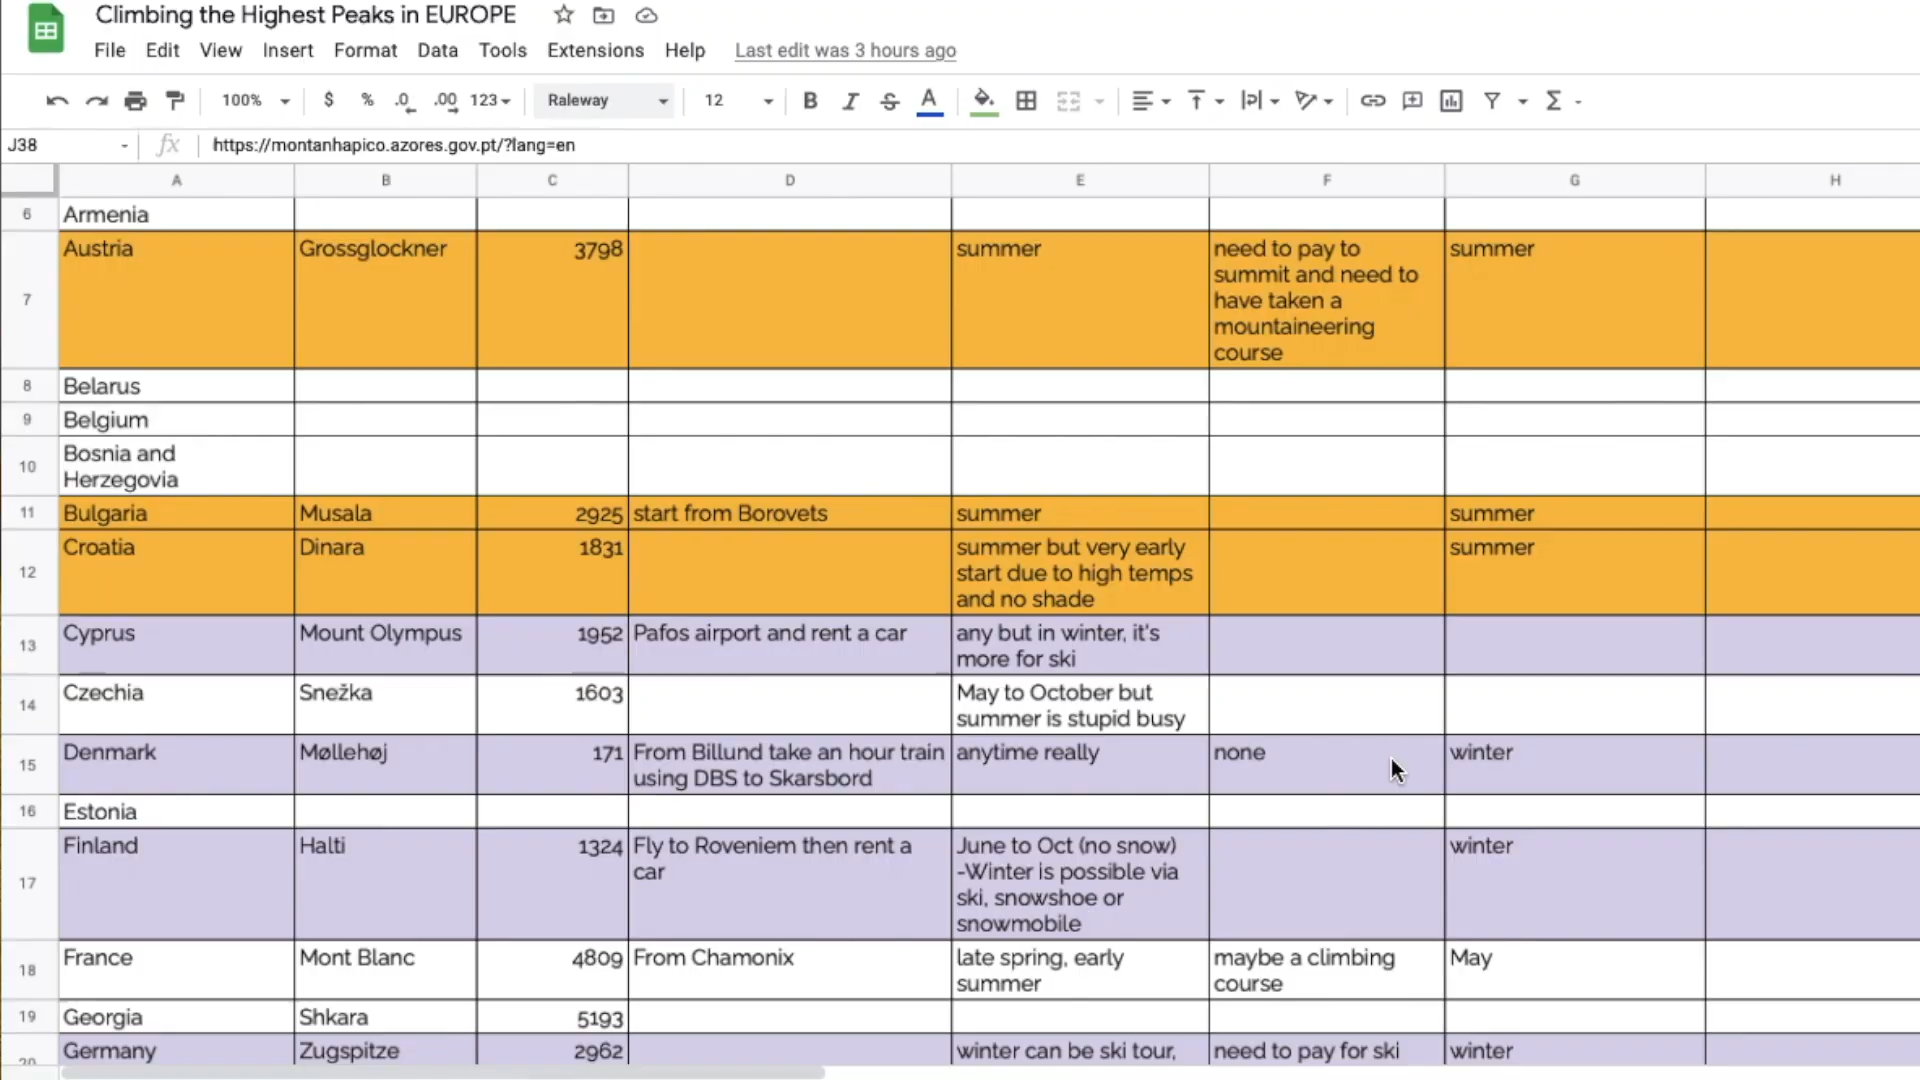 Climbing the Highest Peaks in EUROPE
File Edit View Insert Format Data Tools Extensions Help Last edit was 3 hours ago
100% $ % .0 .00 123 Raleway 12 B I S A
J38 fx https://montanhapico.azores.gov.pt/?lang=en
A B C D E F G H
6 Armenia
7 Austria Grossglockner 3798 summer need to pay to summer
summit and need to
have taken a
mountaineering
course
8 Belarus
9 Belgium
10 Bosnia and
Herzegovina
11 Bulgaria Musala 2925 start from Borovets summer summer
12 Croatia Dinara 1831 summer but very early summer
start due to high temps
and no shade
13 Cyprus Mount Olympus 1952 Pafos airport and rent a car any but in winter, it's
more for ski
14 Czechia Snežka 1603 May to October but
summer is stupid busy
15 Denmark Møllehøj 171 From Billund take an hour train anytime really none winter
using DBS to Skarsbord
16 Estonia
17 Finland Halti 1324 Fly to Roveniem then rent a June to Oct (no snow) winter
car -Winter is possible via
ski, snowshoe or
snowmobile
18 France Mont Blanc 4809 From Chamonix late spring, early maybe a climbing May
summer course
19 Georgia Shkara 5193
20 Germany Zugspitze 2962 winter can be ski tour, need to pay for ski winter